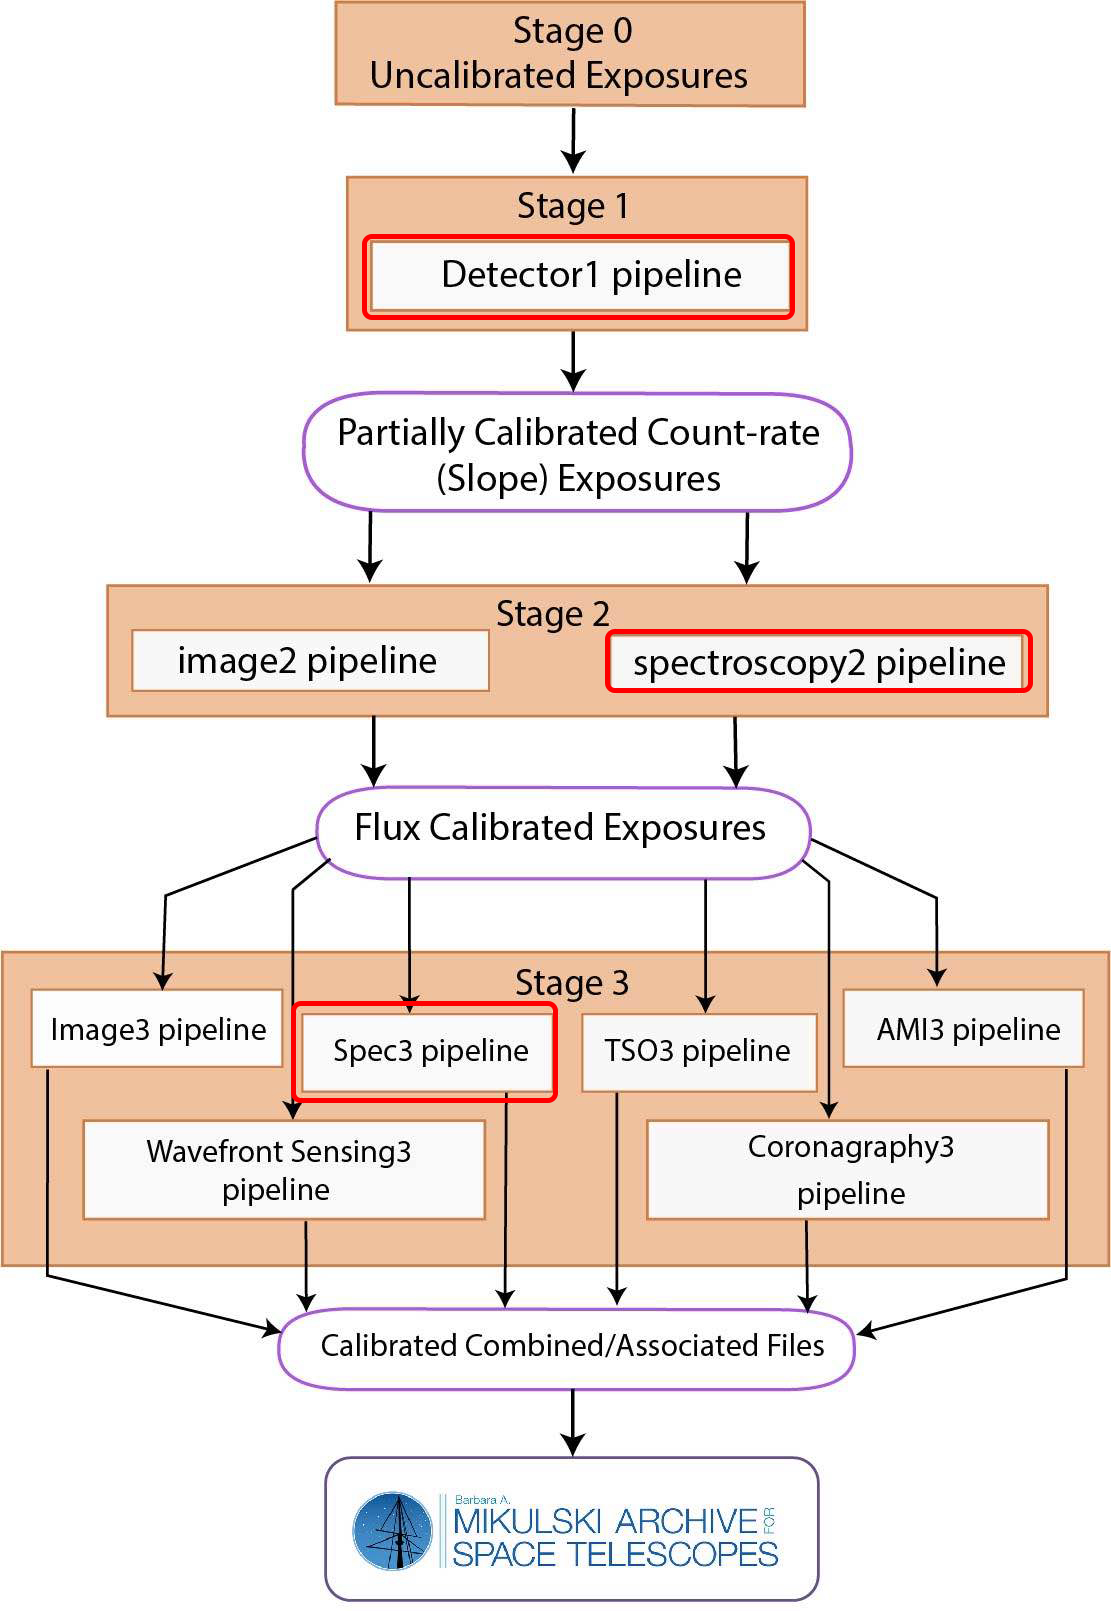 Stage 0
Uncalibrated Exposures
Stage 1
Detector1 pipeline
Partially Calibrated Count-rate
(Slope) Exposures
Stage 2
image2 pipeline
spectroscopy2 pipeline
Flux Calibrated Exposures
Stage 3
Image3 pipeline
Spec3 pipeline
TSO3 pipeline
AMI3 pipeline
Wavefront Sensing3
pipeline
Coronagraphy3
pipeline
Calibrated Combined/Associated Files
Barbara A.
MIKULSKI ARCHIVE FOR
SPACE TELESCOPES